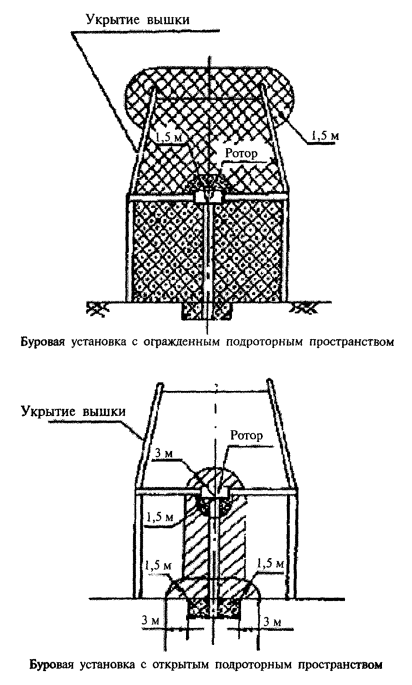 Укрытие вышки
1,5 м
1,5 м
Ротор
Буровая установка с огражденным подроторным пространством
Укрытие вышки
Ротор
3 м
1,5 м
1,5 м
1,5 м
3 м
3 м
Буровая установка с открытым подроторным пространством